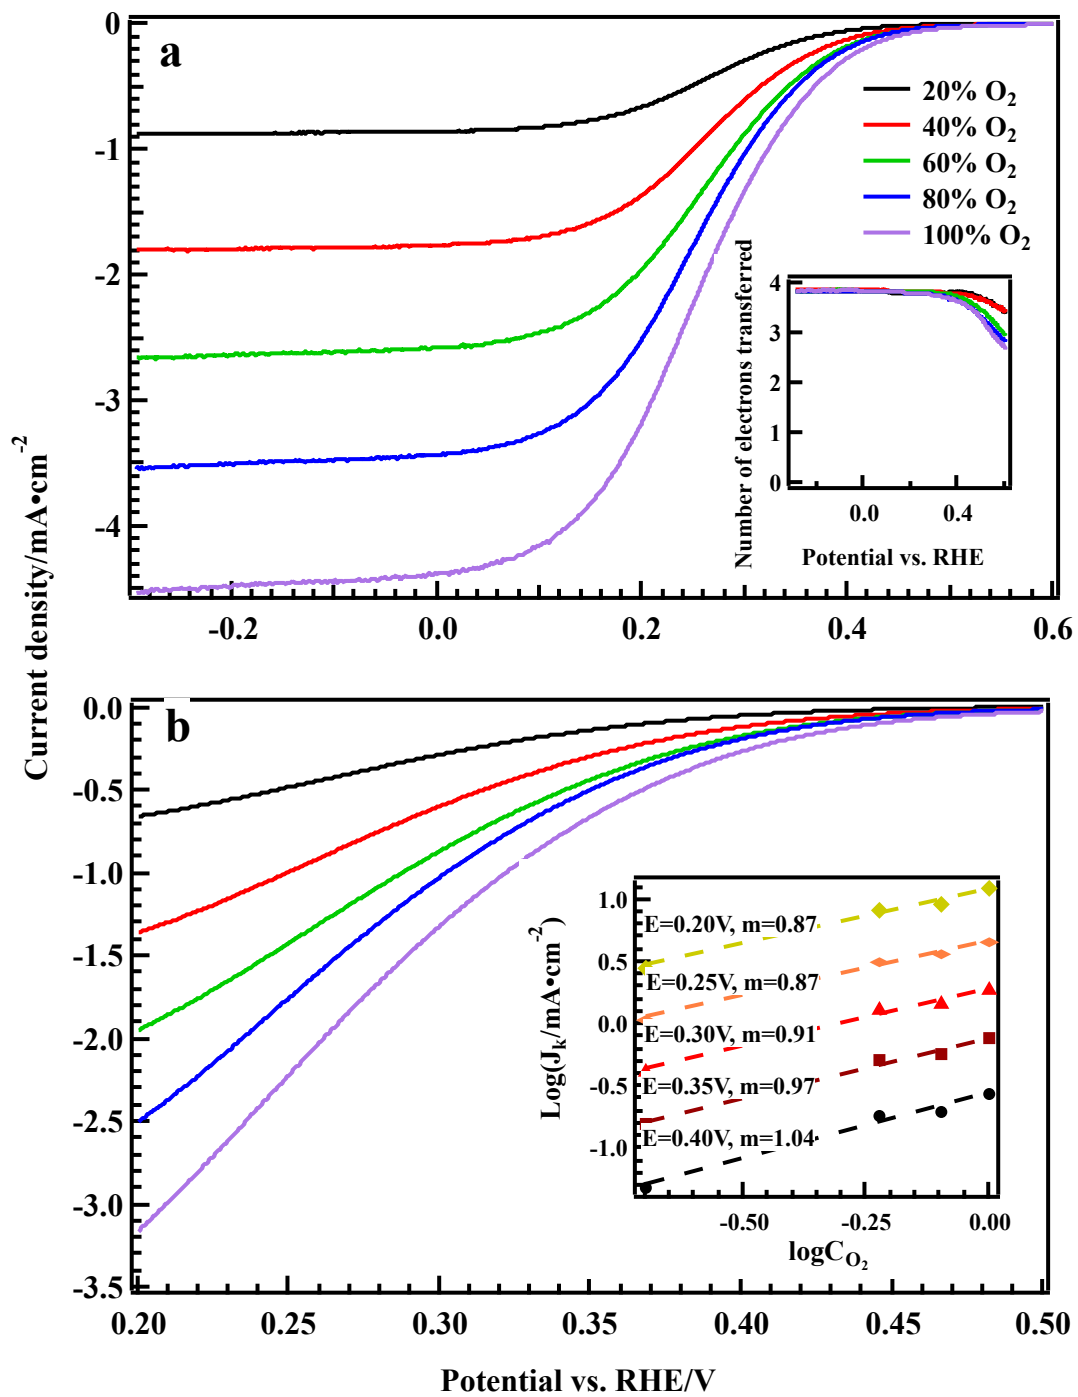 a
0
-1
-2
-3
-4
20% O₂
40% O₂
60% O₂
80% O₂
100% O₂
Number of electrons transferred
4
3
2
1
0
0.0 0.4
Potential vs. RHE
-0.2 0.0 0.2 0.4 0.6
Current density/mA•cm⁻²
b
0.0
-0.5
-1.0
-1.5
-2.0
-2.5
-3.0
-3.5
Log(Jₖ/mA•cm⁻²
1.0
0.5
0.0
-0.5
-1.0
E=0.20V, m=0.87
E=0.25V, m=0.87
E=0.30V, m=0.91
E=0.35V, m=0.97
E=0.40V, m=1.04
-0.50 -0.25 0.00
logC_O₂
0.20 0.25 0.30 0.35 0.40 0.45 0.50
Potential vs. RHE/V